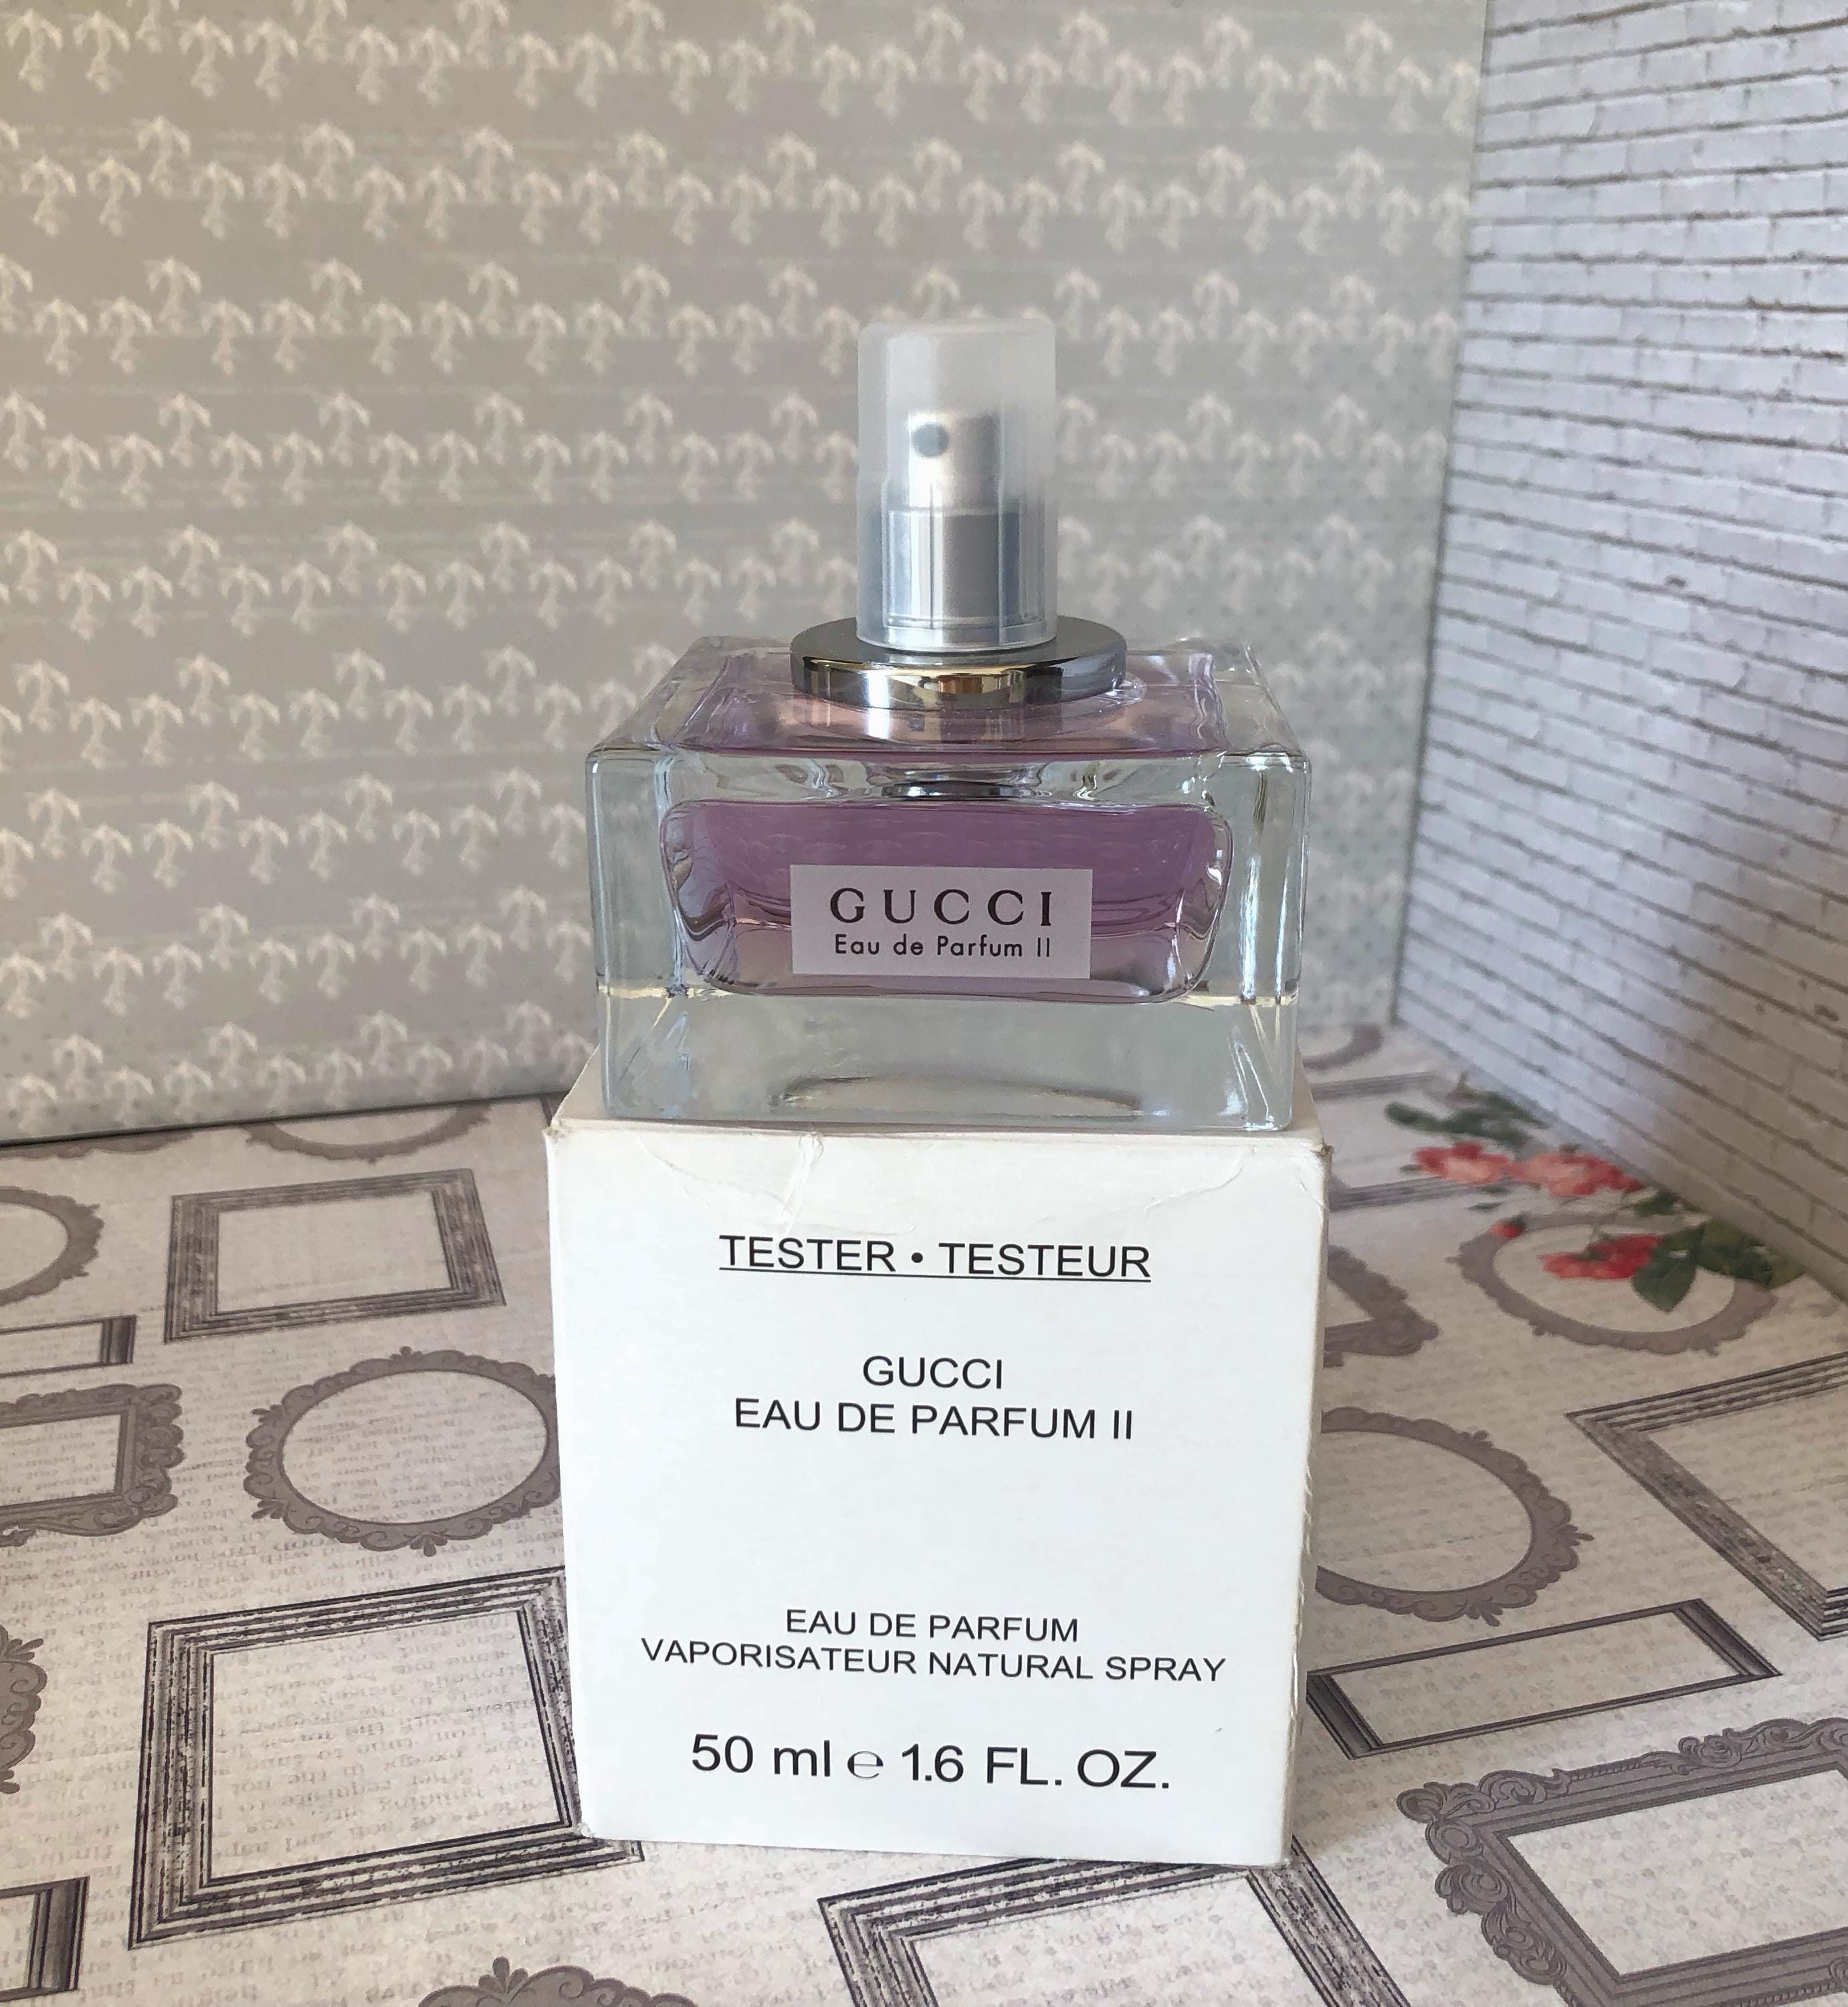 GUCCI
Eau de Parfum II
TESTER • TESTEUR
GUCCI
EAU DE PARFUM II
EAU DE PARFUM
VAPORISATEUR NATURAL SPRAY
50 ml ℮ 1.6 FL. OZ.